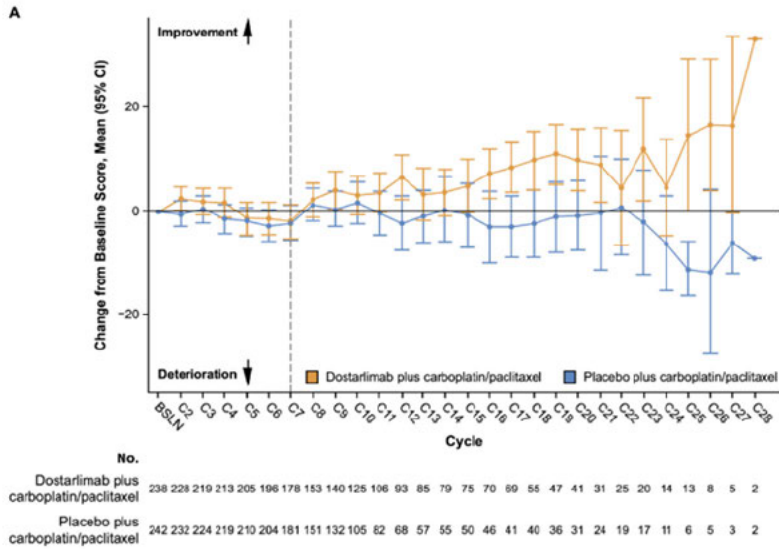 A
Improvement
Change from Baseline Score, Mean (95% CI)
20
0
−20
Deterioration
Dostarlimab plus carboplatin/paclitaxel
Placebo plus carboplatin/paclitaxel
BSLN C2 C3 C4 C5 C6 C7 C8 C9 C10 C11 C12 C13 C14 C15 C16 C17 C18 C19 C20 C21 C22 C23 C24 C25 C26 C27 C28
Cycle
No.
Dostarlimab plus
carboplatin/paclitaxel
238 228 219 213 205 196 178 153 140 125 106 93 85 79 75 70 69 55 47 41 31 25 20 14 13 8 5 2
Placebo plus
carboplatin/paclitaxel
242 232 224 219 210 204 181 151 132 105 82 68 57 55 50 46 41 40 36 31 24 19 17 11 6 5 3 2